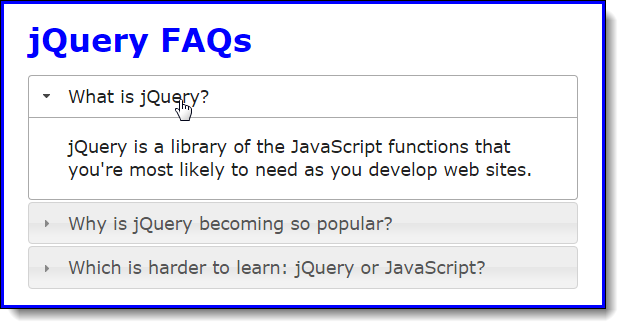 jQuery FAQs
What is jQuery?
jQuery is a library of the JavaScript functions that
you're most likely to need as you develop web sites.
Why is jQuery becoming so popular?
Which is harder to learn: jQuery or JavaScript?